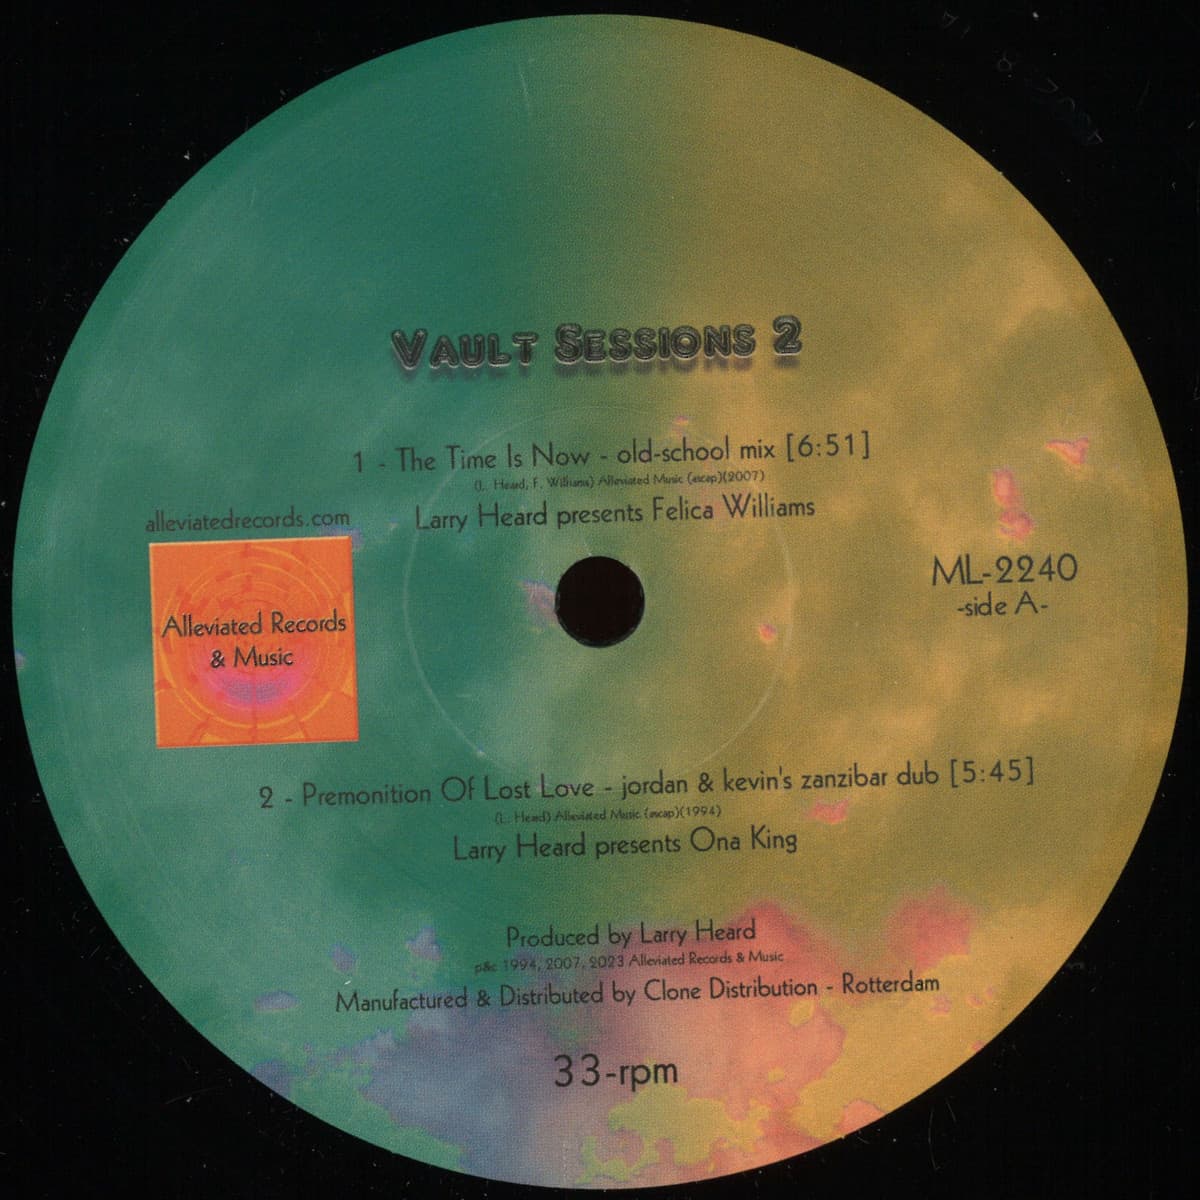 Vault Sessions 2
1 - The Time Is Now - old-school mix [6:51]
(L. Heard, F. Williams) Alleviated Music (ascap)(2007)
Larry Heard presents Felica Williams
alleviatedrecords.com
Alleviated Records
& Music
ML-2240
-side A-
2 - Premonition Of Lost Love - jordan & kevin's zanzibar dub [5:45]
(L. Heard) Alleviated Music (ascap)(1994)
Larry Heard presents Ona King
Produced by Larry Heard
p&c 1994, 2007, 2023 Alleviated Records & Music
Manufactured & Distributed by Clone Distribution - Rotterdam
33-rpm